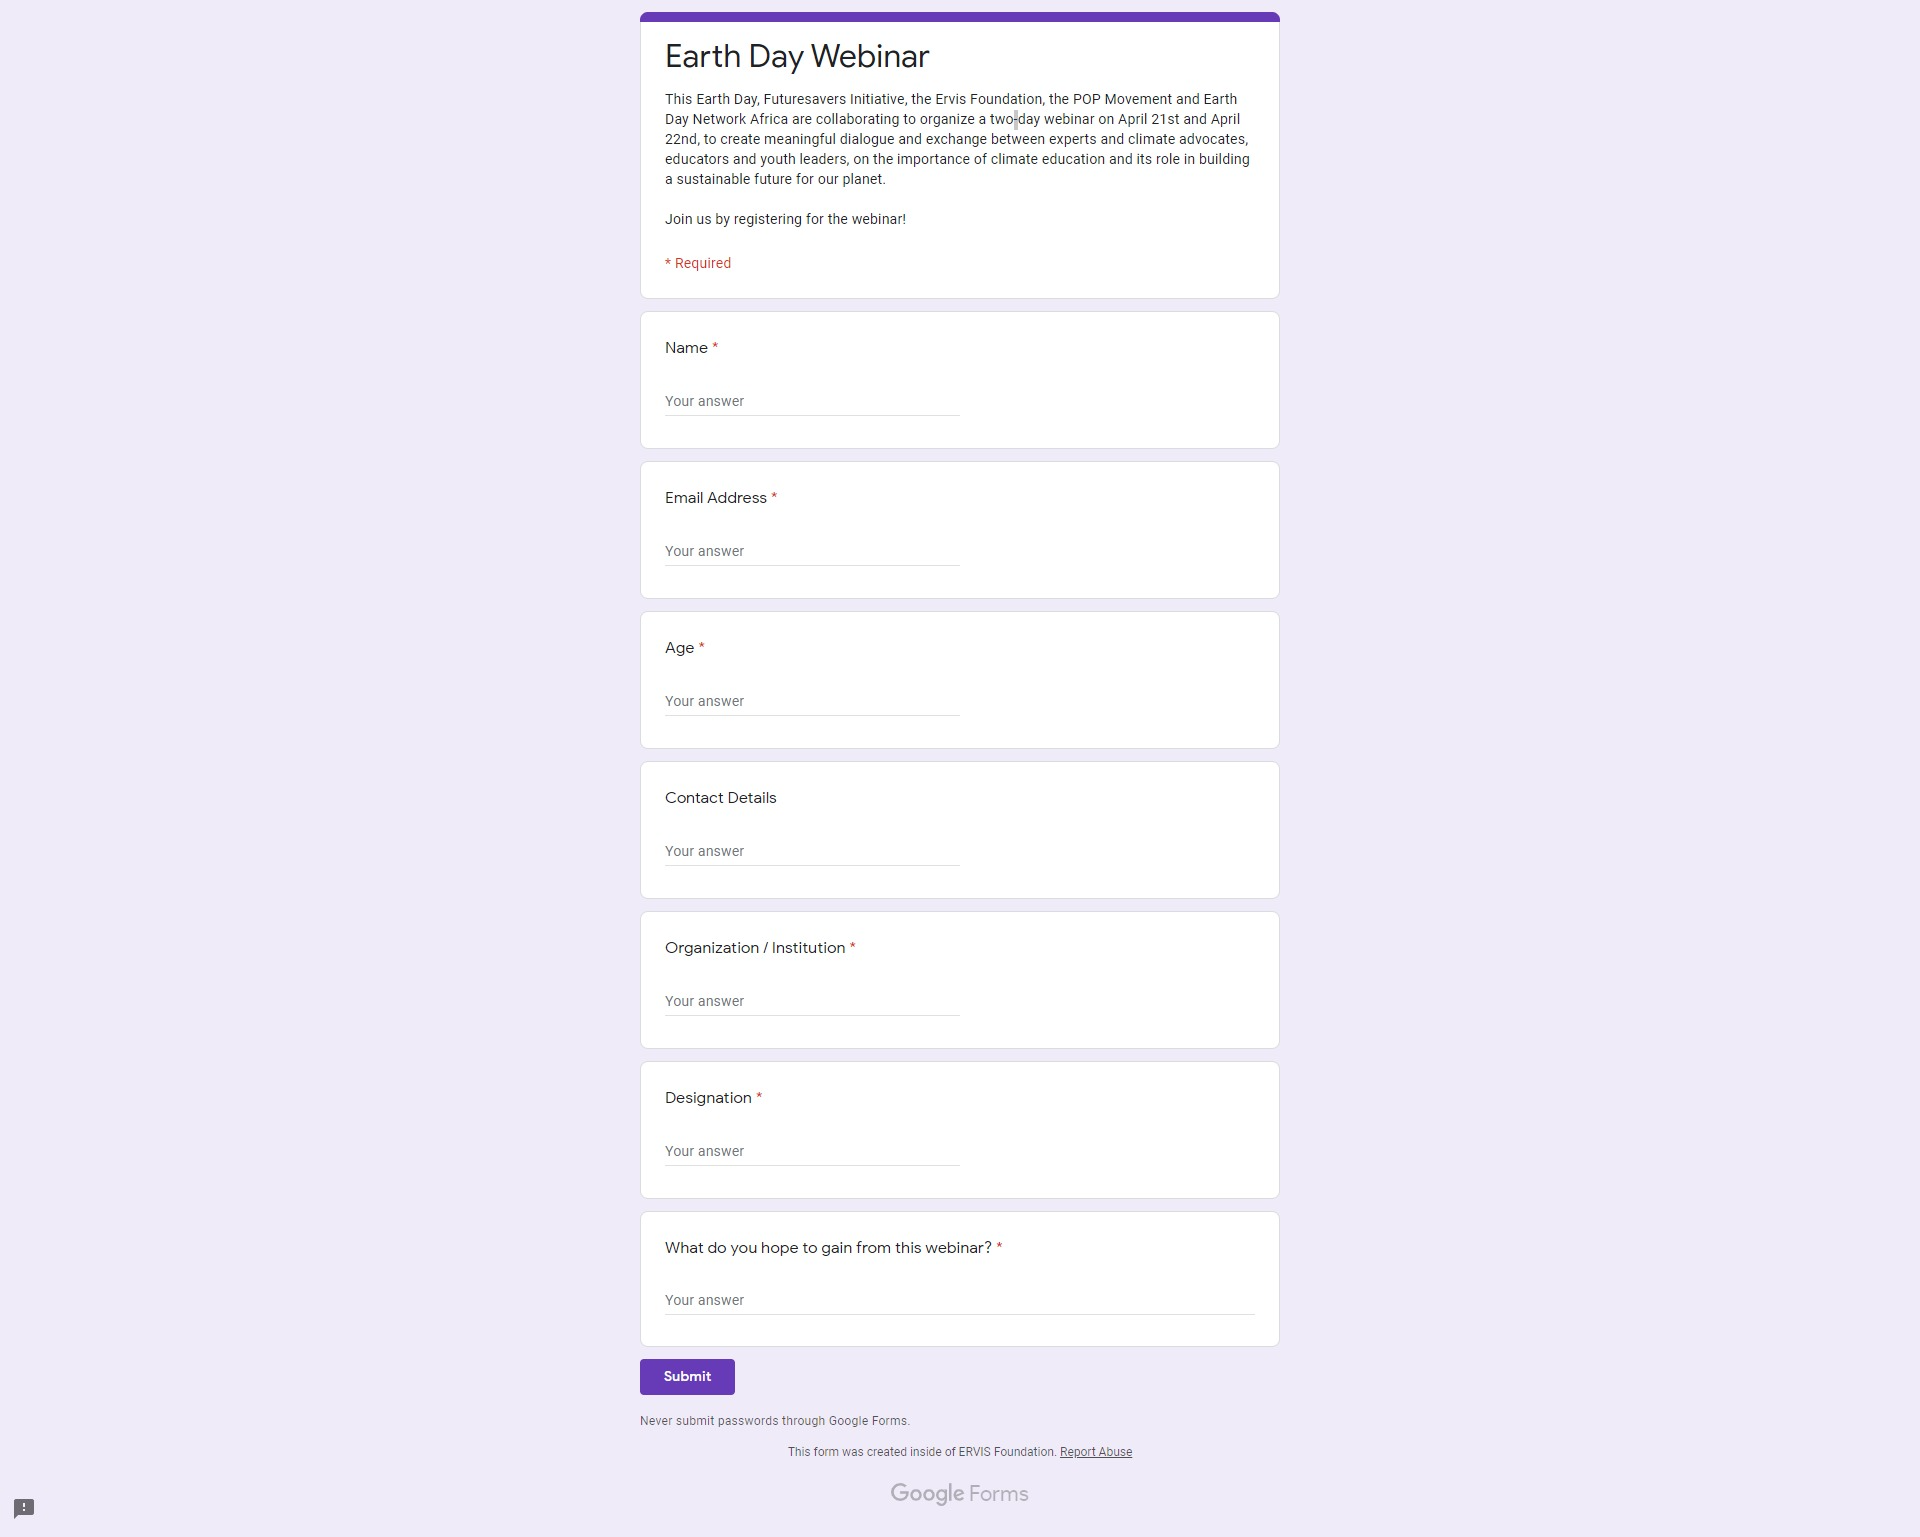 Earth Day Webinar
This Earth Day, Futuresavers Initiative, the Ervis Foundation, the POP Movement and Earth
Day Network Africa are collaborating to organize a two-day webinar on April 21st and April
22nd, to create meaningful dialogue and exchange between experts and climate advocates,
educators and youth leaders, on the importance of climate education and its role in building
a sustainable future for our planet.
Join us by registering for the webinar!
* Required
Name *
Your answer
Email Address *
Your answer
Age *
Your answer
Contact Details
Your answer
Organization / Institution *
Your answer
Designation *
Your answer
What do you hope to gain from this webinar? *
Your answer
Submit
Never submit passwords through Google Forms.
This form was created inside of ERVIS Foundation. Report Abuse
Google Forms